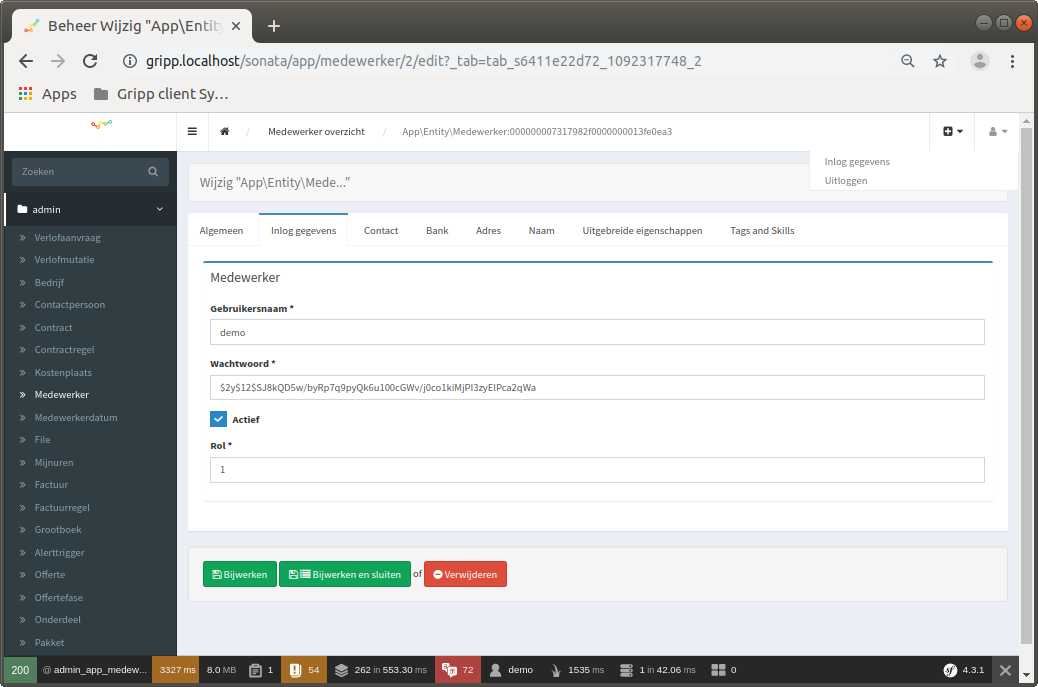 Beheer Wijzig "App\Entity
gripp.localhost/sonata/app/medewerker/2/edit?_tab=tab_s6411e22d72_1092317748_2
Apps Gripp client Sy…
Medewerker overzicht / App\Entity\Medewerker:000000007317982f0000000013fe0ea3
Inlog gegevens
Uitloggen
Zoeken
Wijzig "App\Entity\Mede..."
admin
Algemeen Inlog gegevens Contact Bank Adres Naam Uitgebreide eigenschappen Tags and Skills
Verlofaanvraag
Verlofmutatie
Bedrijf
Contactpersoon
Contract
Contractregel
Kostenplaats
Medewerker
Medewerkerdatum
File
Mijnuren
Factuur
Factuurregel
Grootboek
Alerttrigger
Offerte
Offertefase
Onderdeel
Pakket
Medewerker
Gebruikersnaam *
demo
Wachtwoord *
$2y$12$SJ8kQD5w/byRp7q9pyQk6u100cGWv/j0co1kiMjPl3zyElPca2qWa
Actief
Rol *
1
Bijwerken Bijwerken en sluiten of Verwijderen
200 @ admin_app_medew... 3327 ms 8.0 MB 1 54 262 in 553.30 ms 72 demo 1535 ms 1 in 42.06 ms 0 4.3.1